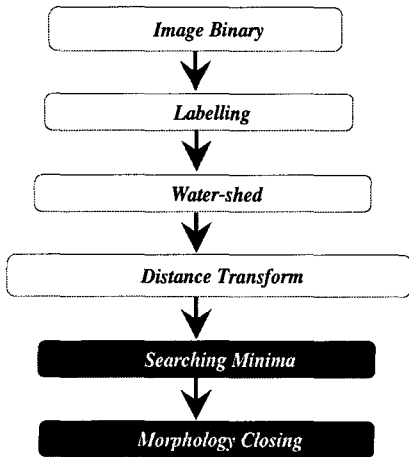 Image Binary
Labelling
Water-shed
Distance Transform
Searching Minima
Morphology Closing